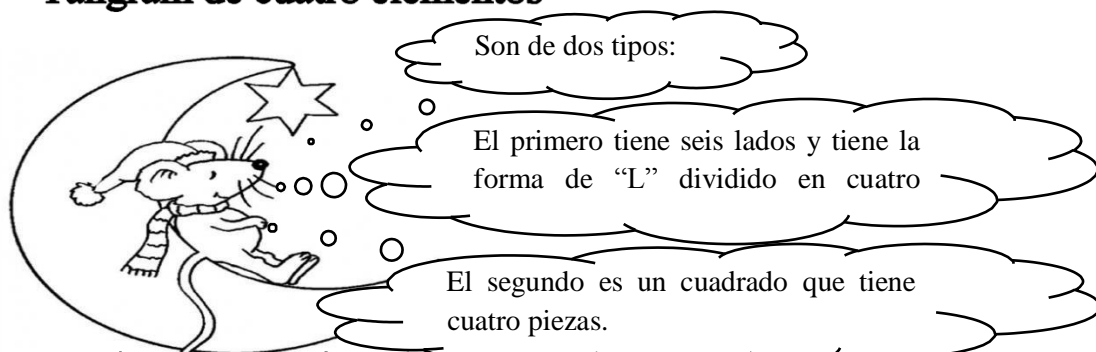 Tangram de cuatro elementos
Son de dos tipos:
El primero tiene seis lados y tiene la
forma de “L” dividido en cuatro
El segundo es un cuadrado que tiene
cuatro piezas.